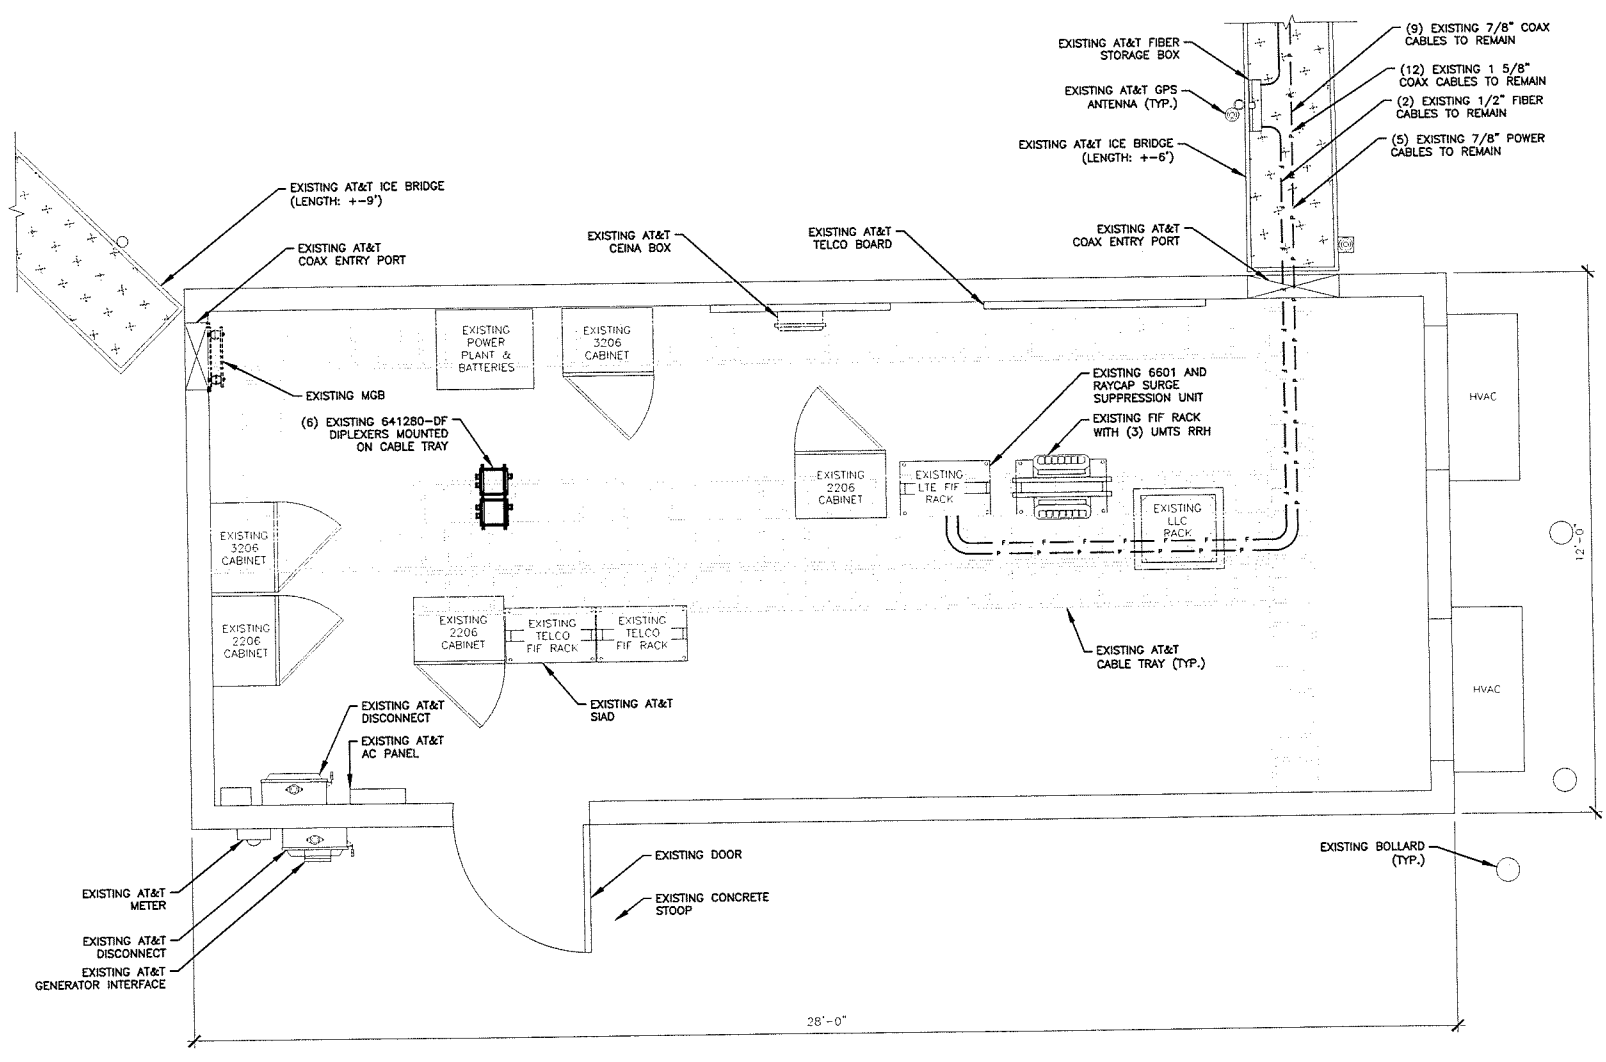 EXISTING AT&T FIBER
STORAGE BOX
(9) EXISTING 7/8" COAX
CABLES TO REMAIN
(12) EXISTING 1 5/8"
COAX CABLES TO REMAIN
EXISTING AT&T GPS
ANTENNA (TYP.)
(2) EXISTING 1/2" FIBER
CABLES TO REMAIN
EXISTING AT&T ICE BRIDGE
(LENGTH: +-6')
(5) EXISTING 7/8" POWER
CABLES TO REMAIN
EXISTING AT&T ICE BRIDGE
(LENGTH: +-9')
EXISTING AT&T
COAX ENTRY PORT
EXISTING AT&T
CEINA BOX
EXISTING AT&T
TELCO BOARD
EXISTING AT&T
COAX ENTRY PORT
EXISTING
POWER
PLANT &
BATTERIES
EXISTING
3206
CABINET
EXISTING MGB
(6) EXISTING 641280-DF
DIPLEXERS MOUNTED
ON CABLE TRAY
EXISTING 6601 AND
RAYCAP SURGE
SUPPRESSION UNIT
EXISTING FIF RACK
WITH (3) UMTS RRH
HVAC
EXISTING
2206
CABINET
EXISTING
LTE FIF
RACK
EXISTING
LLC
RACK
F F F F F F F
P P P P P P P
EXISTING
3206
CABINET
12'-0"
EXISTING
2206
CABINET
EXISTING
2206
CABINET
EXISTING
TELCO
FIF RACK
EXISTING
TELCO
FIF RACK
EXISTING AT&T
CABLE TRAY (TYP.)
HVAC
EXISTING AT&T
SIAD
EXISTING AT&T
DISCONNECT
EXISTING AT&T
AC PANEL
EXISTING DOOR
EXISTING BOLLARD
(TYP.)
EXISTING AT&T
METER
EXISTING CONCRETE
STOOP
EXISTING AT&T
DISCONNECT
EXISTING AT&T
GENERATOR INTERFACE
28'-0"